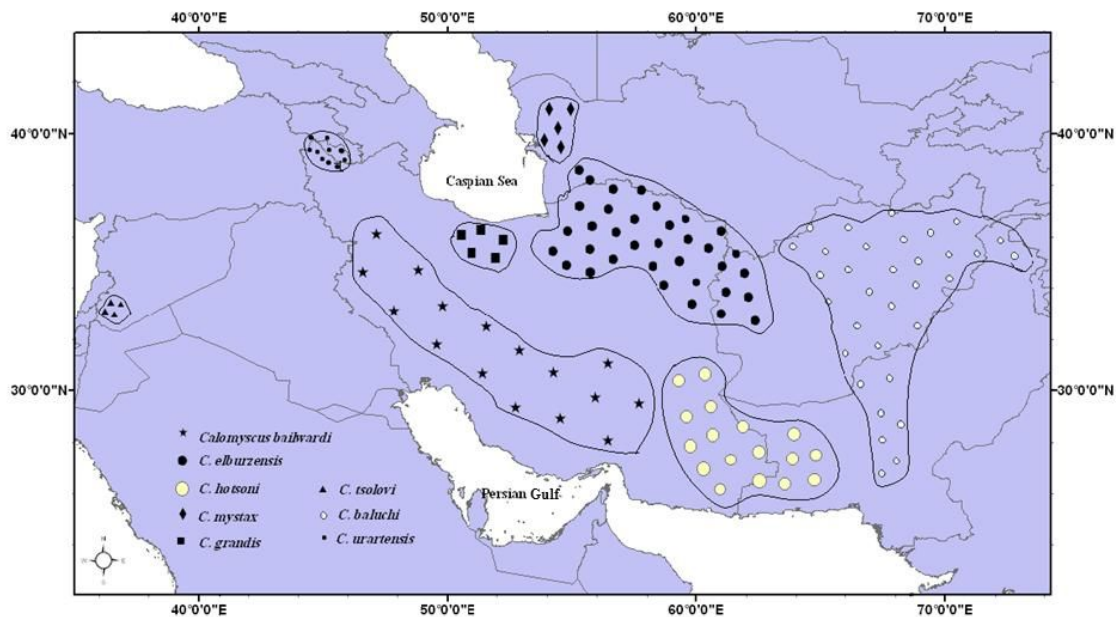 40°0'0"E 50°0'0"E 60°0'0"E 70°0'0"E
40°0'0"N 40°0'0"N
Caspian Sea
30°0'0"N 30°0'0"N
Calomyscus bailwardi
C. elburzensis
C. hotsoni
C. mystax
C. grandis
C. tsolovi
C. baluchi
C. urartensis
Persian Gulf
N
W E
S
40°0'0"E 50°0'0"E 60°0'0"E 70°0'0"E